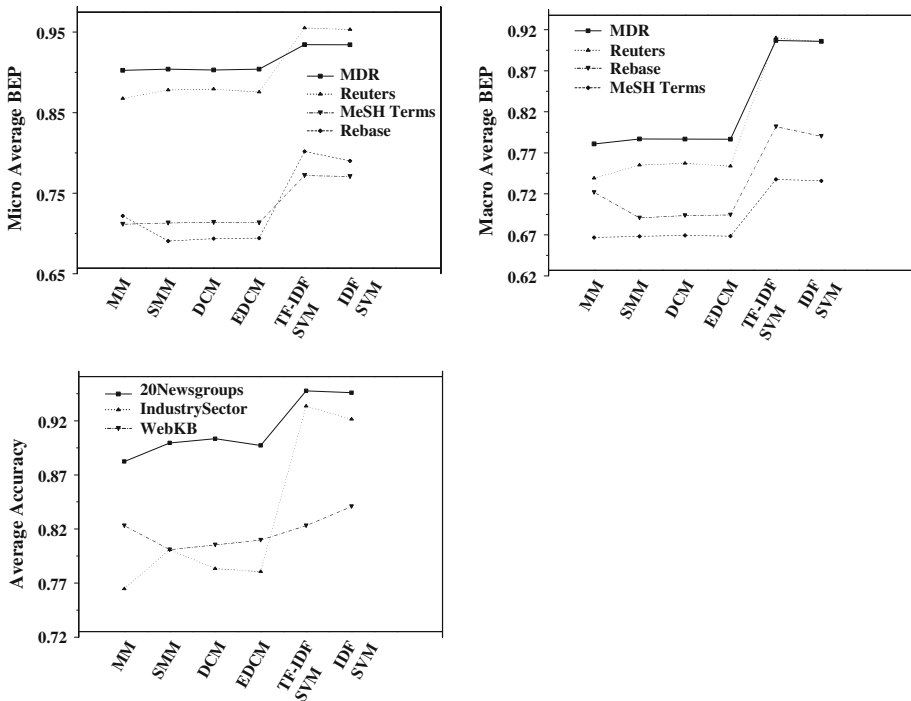 Micro Average BEP
0.95
0.85
0.75
0.65
MDR
Reuters
MeSH Terms
Rebase
MM
SMM
DCM
EDCM
TF-IDF
SVM
IDF
SVM
Macro Average BEP
0.92
0.87
0.82
0.77
0.72
0.67
0.62
MDR
Reuters
Rebase
MeSH Terms
MM
SMM
DCM
EDCM
TF-IDF
SVM
IDF
SVM
Average Accuracy
0.92
0.87
0.82
0.77
0.72
20Newsgroups
IndustrySector
WebKB
MM
SMM
DCM
EDCM
TF-IDF
SVM
IDF
SVM